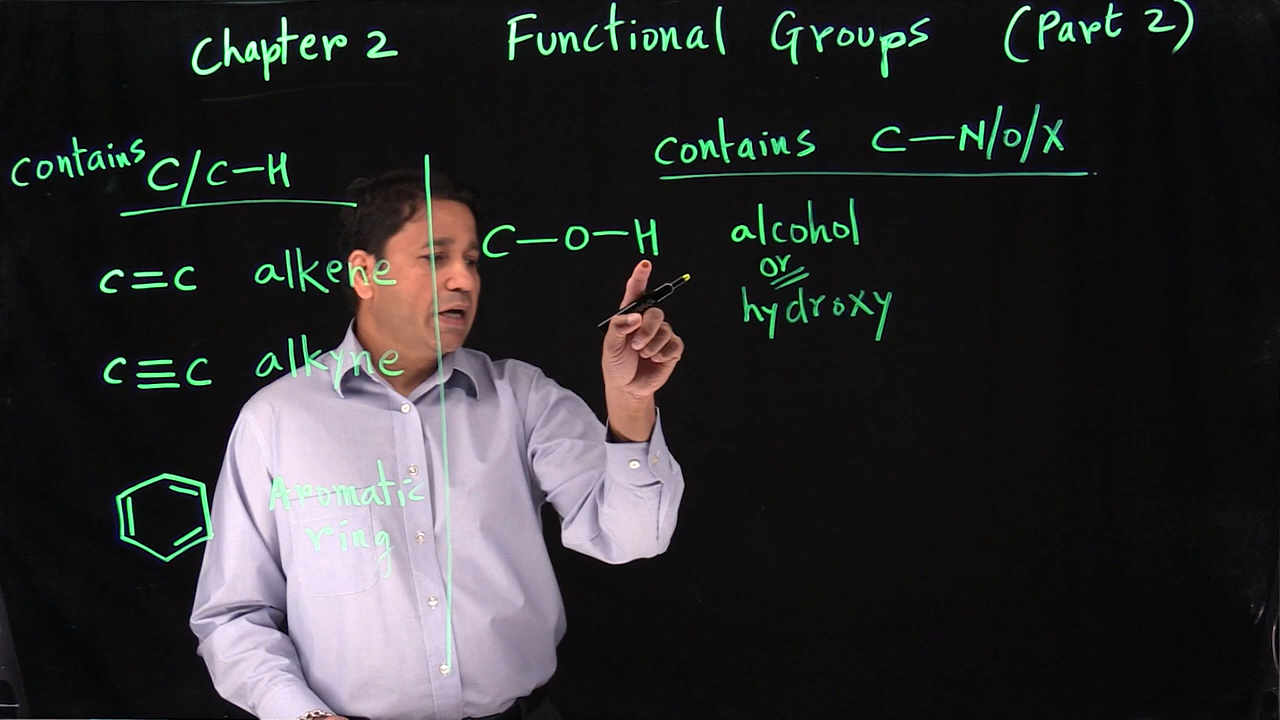 Chapter 2 Functional Groups (Part 2)
contains C/C-H
C=C alkene
C≡C alkyne
Aromatic
ring
contains C-N/O/X
C-O-H alcohol
or
hydroxy